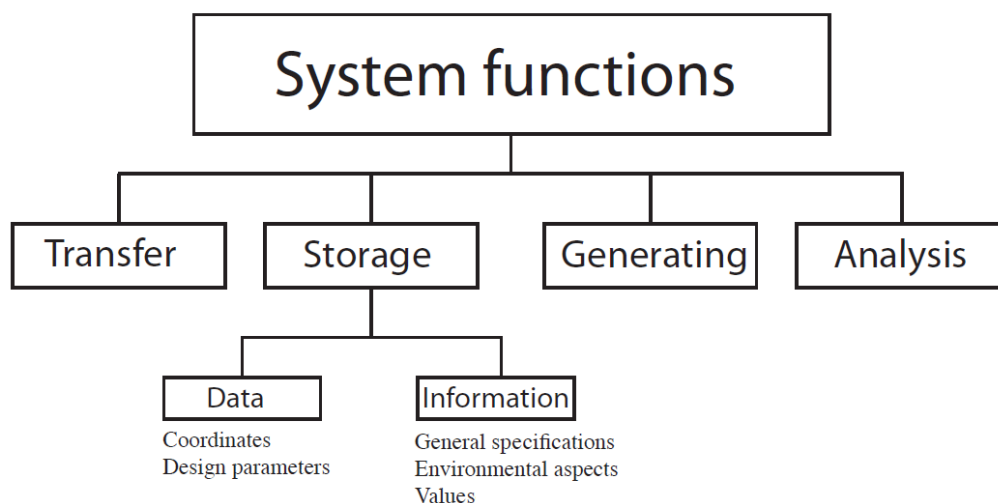 System functions
Transfer
Storage
Generating
Analysis
Data
Information
Coordinates
Design parameters
General specifications
Environmental aspects
Values